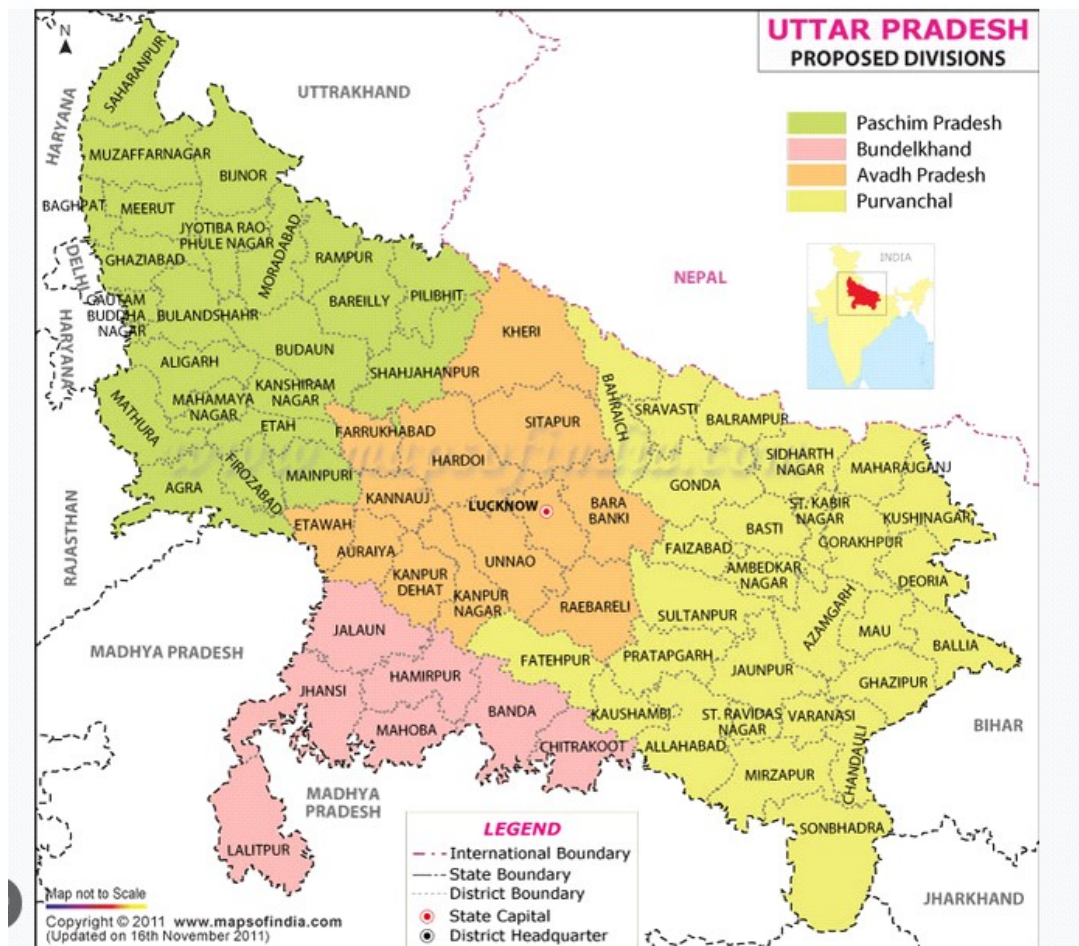 UTTAR PRADESH
PROPOSED DIVISIONS
N
Paschim Pradesh
Bundelkhand
Avadh Pradesh
Purvanchal
INDIA
UTTRAKHAND
HARYANA
SAHARANPUR
MUZAFFARNAGAR
BIJNOR
BAGHPAT
MEERUT
JYOTIBA RAO
PHULE NAGAR
MORADABAD
RAMPUR
GHAZIABAD
DELHI
NEPAL
GAUTAM
BUDDHA
NAGAR
BULANDSHAHR
BAREILLY
PILIBHIT
HARYANA
KHERI
ALIGARH
BUDAUN
SHAHJAHANPUR
MATHURA
MAHAMAYA
NAGAR
KANSHIRAM
NAGAR
ETAH
FARRUKHABAD
SITAPUR
BAHRAICH
SRAVASTI
BALRAMPUR
SIDHARTH
NAGAR
MAHARAJGANJ
HARDOI
AGRA
FIROZABAD
MAINPURI
KANNAUJ
LUCKNOW
BARA
BANKI
GONDA
BASTI
ST. KABIR
NAGAR
KUSHINAGAR
GORAKHPUR
RAJASTHAN
ETAWAH
AURAIYA
UNNAO
FAIZABAD
AMBEDKAR
NAGAR
DEORIA
KANPUR
DEHAT
KANPUR
NAGAR
RAEBARELI
SULTANPUR
AZAMGARH
MAU
BALLIA
JALAUN
MADHYA PRADESH
FATEHPUR
PRATAPGARH
JAUNPUR
GHAZIPUR
HAMIRPUR
JHANSI
BANDA
MAHOBA
KAUSHAMBI
ST. RAVIDAS
NAGAR
VARANASI
BIHAR
CHITRAKOOT
ALLAHABAD
MIRZAPUR
CHANDAULI
MADHYA
PRADESH
SONBHADRA
LALITPUR
JHARKHAND
LEGEND
International Boundary
State Boundary
District Boundary
State Capital
District Headquarter
Map not to Scale
Copyright © 2011 www.mapsofindia.com
(Updated on 16th November 2011)